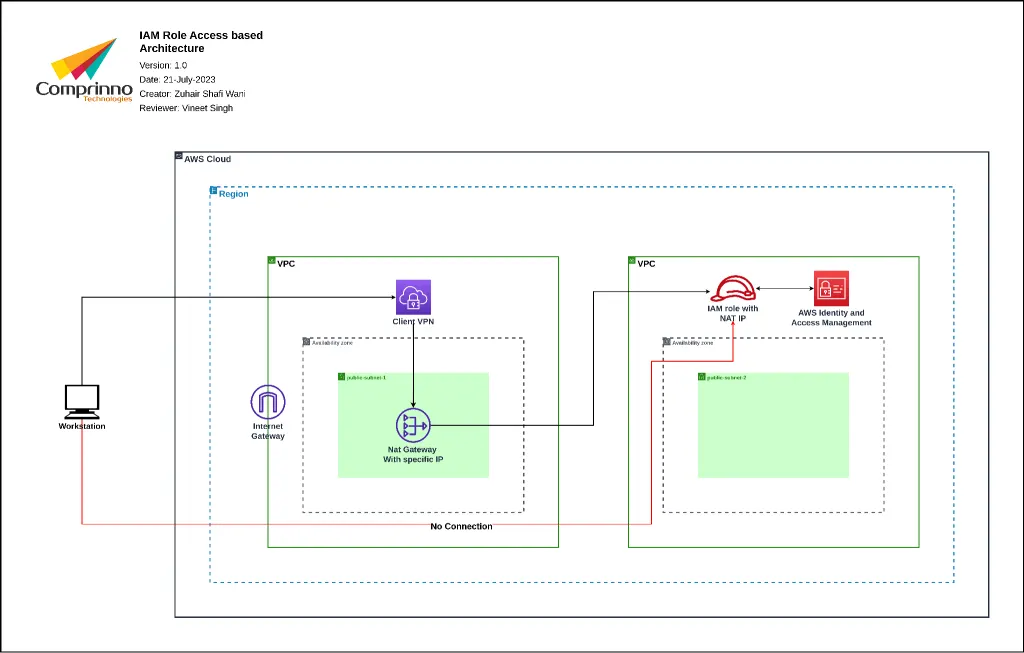 IAM Role Access based
Architecture
Version: 1.0
Date: 21-July-2023
Creator: Zuhair Shafi Wani
Reviewer: Vineet Singh
Comprinno
Technologies
AWS Cloud
Region
VPC
VPC
Client VPN
IAM role with
NAT IP
AWS Identity and
Access Management
Availability zone
Availability zone
public-subnet-1
public-subnet-2
Workstation
Internet
Gateway
Nat Gateway
With specific IP
No Connection